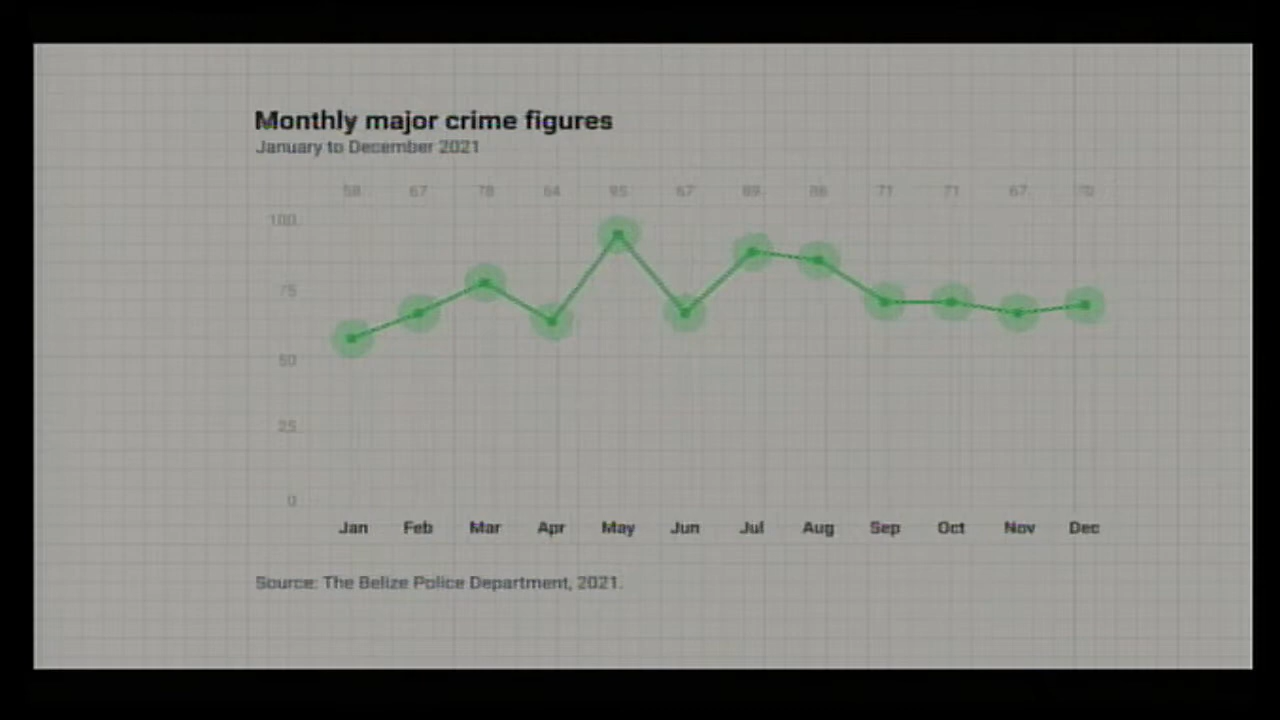 Monthly major crime figures
January to December 2021
58 67 78 64 95 67 89 86 71 71 67 70
100
75
50
25
0
Jan Feb Mar Apr May Jun Jul Aug Sep Oct Nov Dec
Source: The Belize Police Department, 2021.